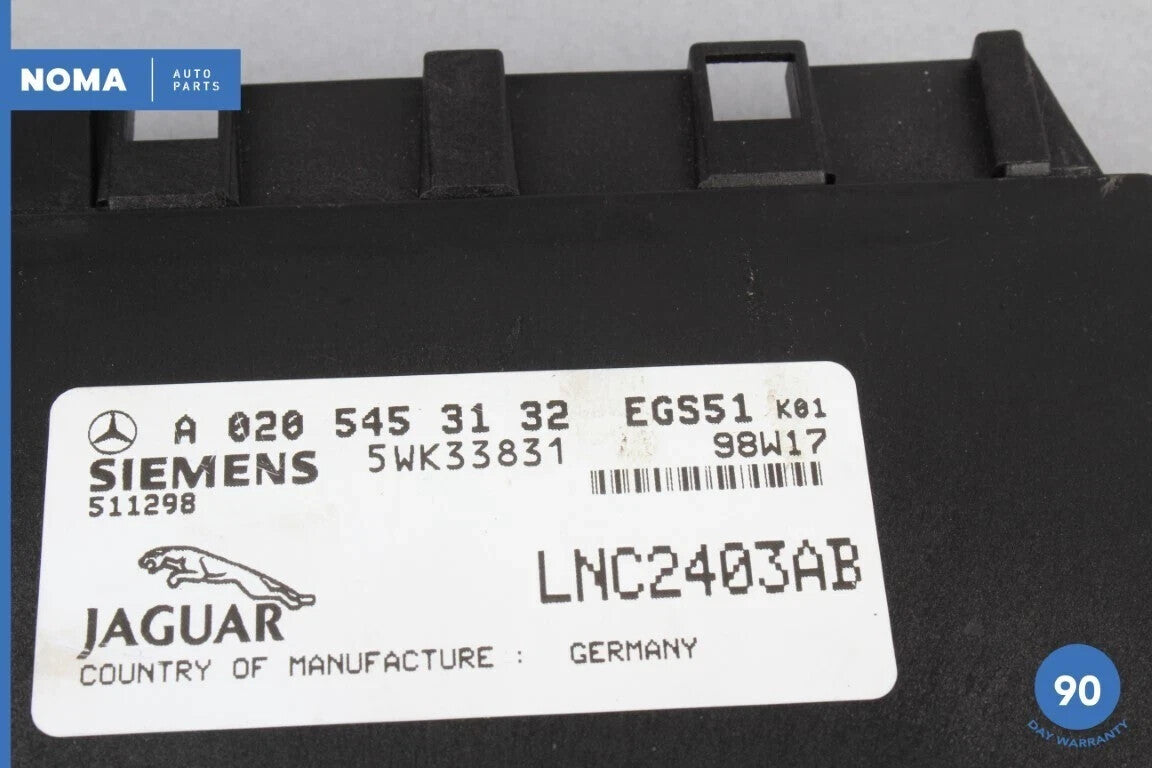 NOMA AUTO PARTS
A 020 545 31 32 EGS51 K01
SIEMENS 5WK33831 98W17
511298
JAGUAR LNC2403AB
COUNTRY OF MANUFACTURE : GERMANY
90
DAY WARRANTY